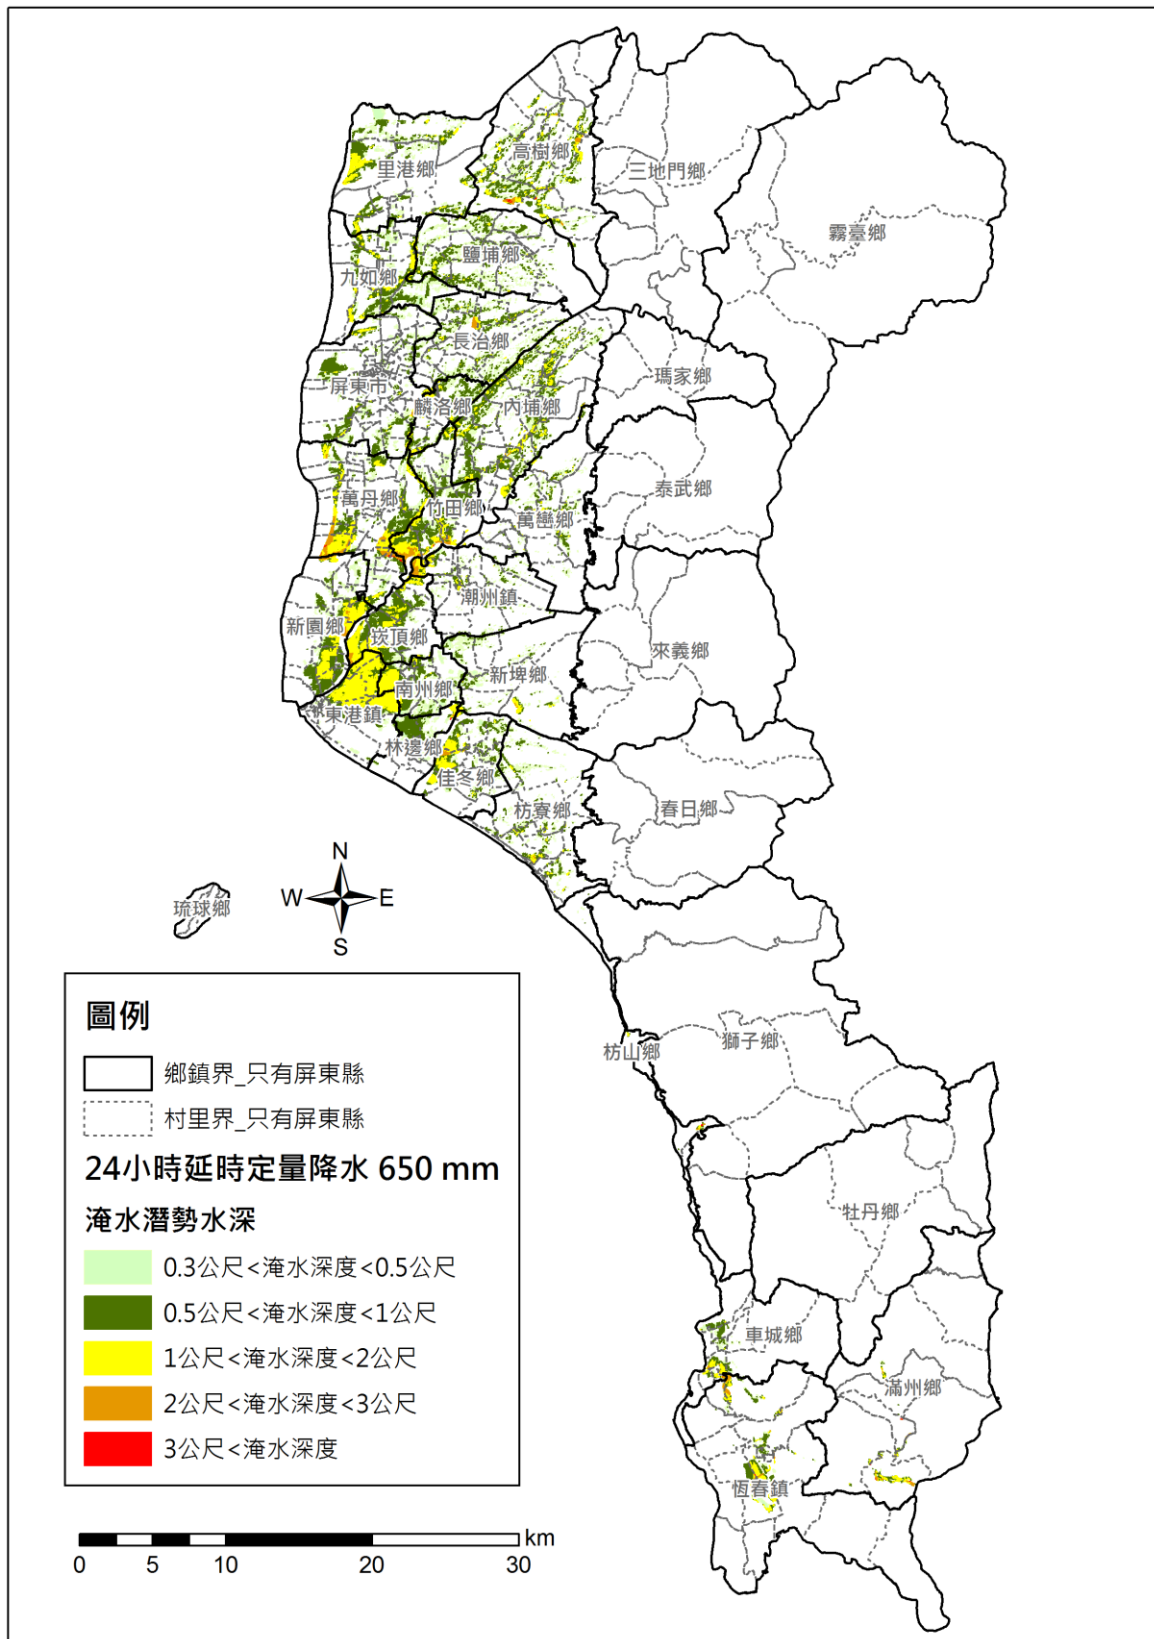 高樹鄉
里港鄉
三地門鄉
霧臺鄉
鹽埔鄉
九如鄉
長治鄉
屏東市
瑪家鄉
麟洛鄉
內埔鄉
泰武鄉
萬丹鄉
竹田鄉
萬巒鄉
潮州鎮
新園鄉
崁頂鄉
來義鄉
新埤鄉
南州鄉
東港鎮
林邊鄉
佳冬鄉
枋寮鄉
春日鄉
N
W
E
S
琉球鄉
獅子鄉
枋山鄉
牡丹鄉
車城鄉
滿州鄉
恆春鎮
圖例
鄉鎮界_只有屏東縣
村里界_只有屏東縣
24小時延時定量降水 650 mm
淹水潛勢水深
0.3公尺<淹水深度<0.5公尺
0.5公尺<淹水深度<1公尺
1公尺<淹水深度<2公尺
2公尺<淹水深度<3公尺
3公尺<淹水深度
km
0 5 10 20 30